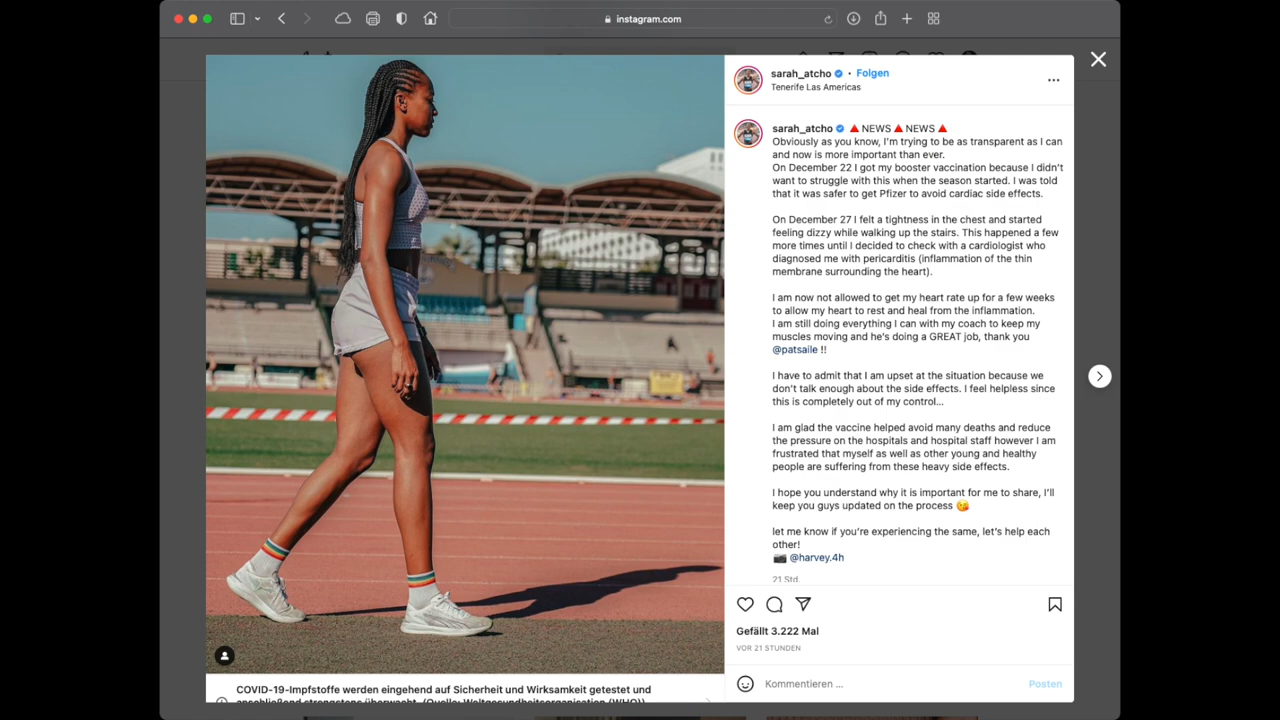 instagram.com
sarah_atcho • Folgen
Tenerife Las Americas
sarah_atcho 🔺NEWS🔺NEWS🔺
Obviously as you know, I'm trying to be as transparent as I can
and now is more important than ever.
On December 22 I got my booster vaccination because I didn't
want to struggle with this when the season started. I was told
that it was safer to get Pfizer to avoid cardiac side effects.
On December 27 I felt a tightness in the chest and started
feeling dizzy while walking up the stairs. This happened a few
more times until I decided to check with a cardiologist who
diagnosed me with pericarditis (inflammation of the thin
membrane surrounding the heart).
I am now not allowed to get my heart rate up for a few weeks
to allow my heart to rest and heal from the inflammation.
I am still doing everything I can with my coach to keep my
muscles moving and he's doing a GREAT job, thank you
@patsaile !!
I have to admit that I am upset at the situation because we
don't talk enough about the side effects. I feel helpless since
this is completely out of my control...
I am glad the vaccine helped avoid many deaths and reduce
the pressure on the hospitals and hospital staff however I am
frustrated that myself as well as other young and healthy
people are suffering from these heavy side effects.
I hope you understand why it is important for me to share, I'll
keep you guys updated on the process 😘
let me know if you're experiencing the same, let's help each
other!
📷 @harvey.4h
21 Std.
Gefällt 3.222 Mal
VOR 21 STUNDEN
Kommentieren ...
Posten
COVID-19-Impfstoffe werden eingehend auf Sicherheit und Wirksamkeit getestet und
anschließend strengstens überwacht. (Quelle: Weltgesundheitsorganisation (WHO))